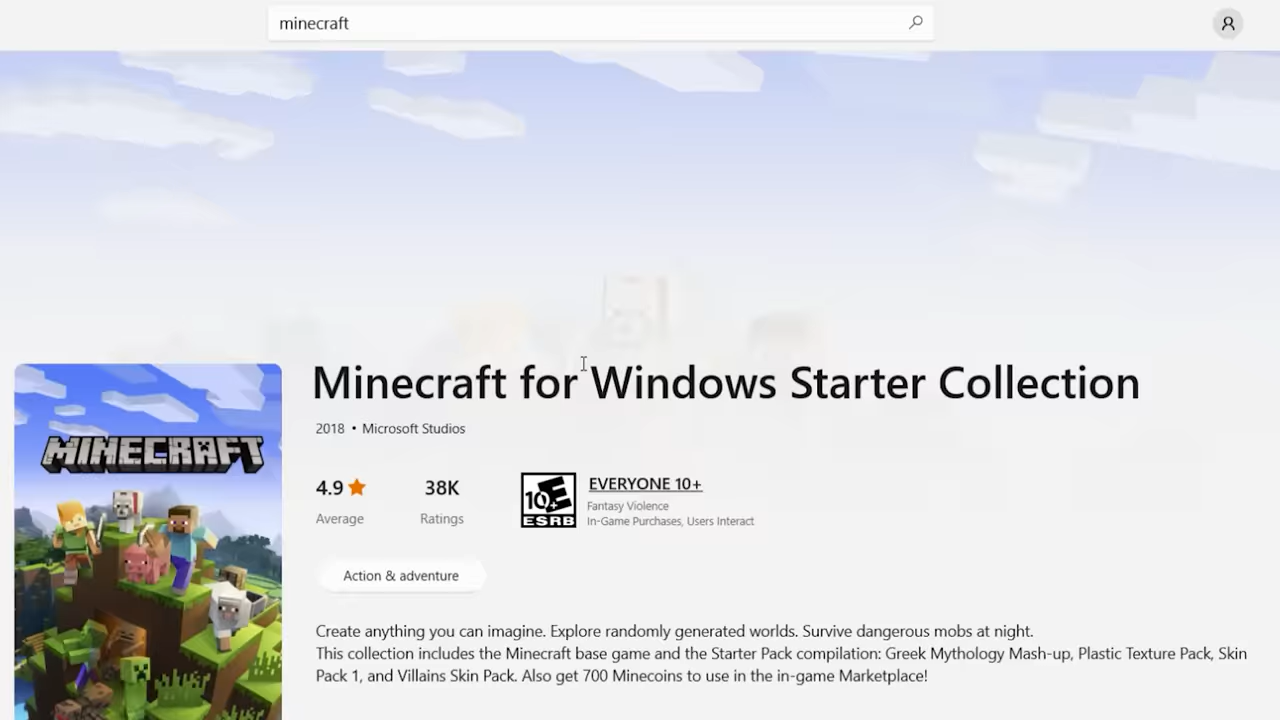 minecraft
Minecraft for Windows Starter Collection
2018 • Microsoft Studios
MINECRAFT
4.9
38K
EVERYONE 10+
10+
Fantasy Violence
ESRB
Average
Ratings
In-Game Purchases, Users Interact
Action & adventure
Create anything you can imagine. Explore randomly generated worlds. Survive dangerous mobs at night.
This collection includes the Minecraft base game and the Starter Pack compilation: Greek Mythology Mash-up, Plastic Texture Pack, Skin
Pack 1, and Villains Skin Pack. Also get 700 Minecoins to use in the in-game Marketplace!